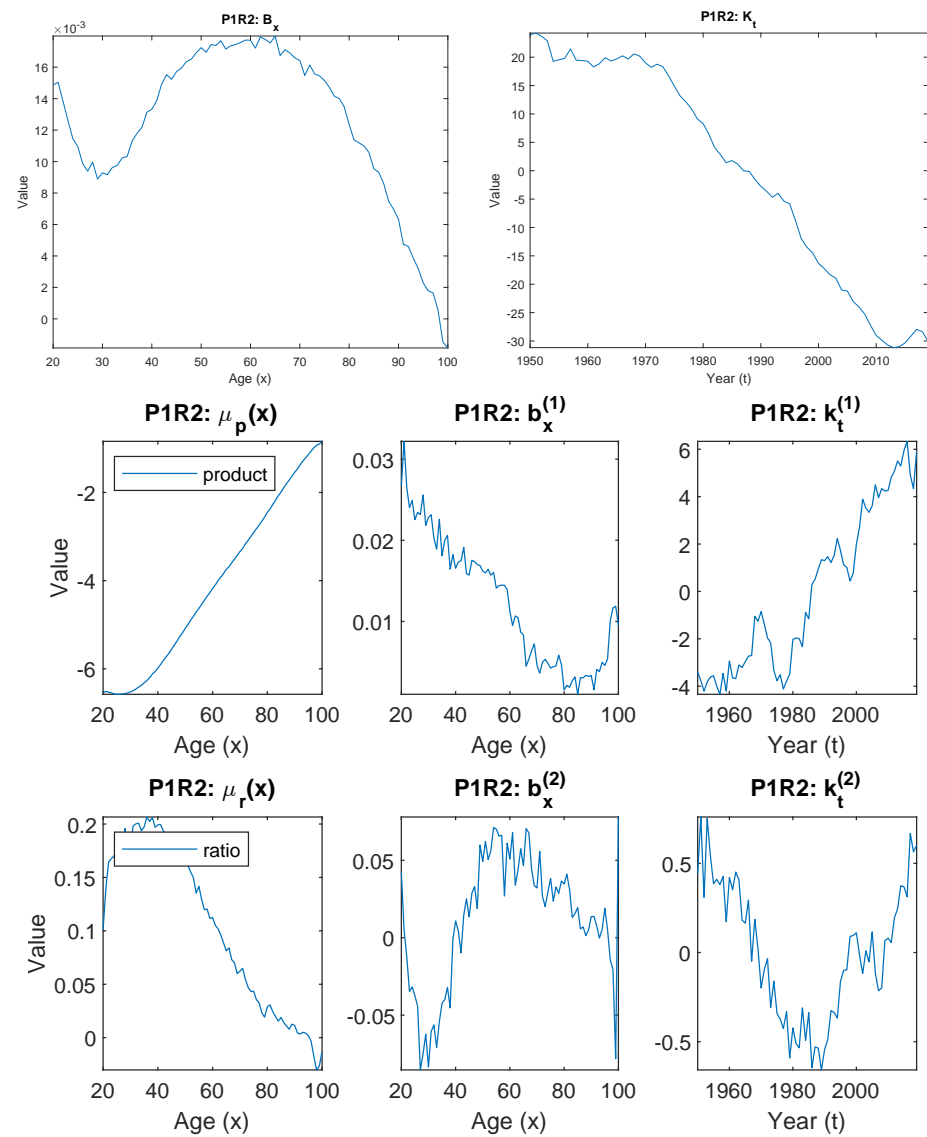 P1R2: B_x
×10^-3
Value
16
14
12
10
8
6
4
2
0
20 30 40 50 60 70 80 90 100
Age (x)
P1R2: K_t
Value
20
15
10
5
0
-5
-10
-15
-20
-25
-30
1950 1960 1970 1980 1990 2000 2010
Year (t)
P1R2: μ_p(x)
product
Value
-2
-4
-6
20 40 60 80 100
Age (x)
P1R2: b_x^(1)
0.03
0.02
0.01
20 40 60 80 100
Age (x)
P1R2: k_t^(1)
6
4
2
0
-2
-4
1960 1980 2000
Year (t)
P1R2: μ_r(x)
ratio
Value
0.2
0.15
0.1
0.05
0
20 40 60 80 100
Age (x)
P1R2: b_x^(2)
0.05
0
-0.05
20 40 60 80 100
Age (x)
P1R2: k_t^(2)
0.5
0
-0.5
1960 1980 2000
Year (t)